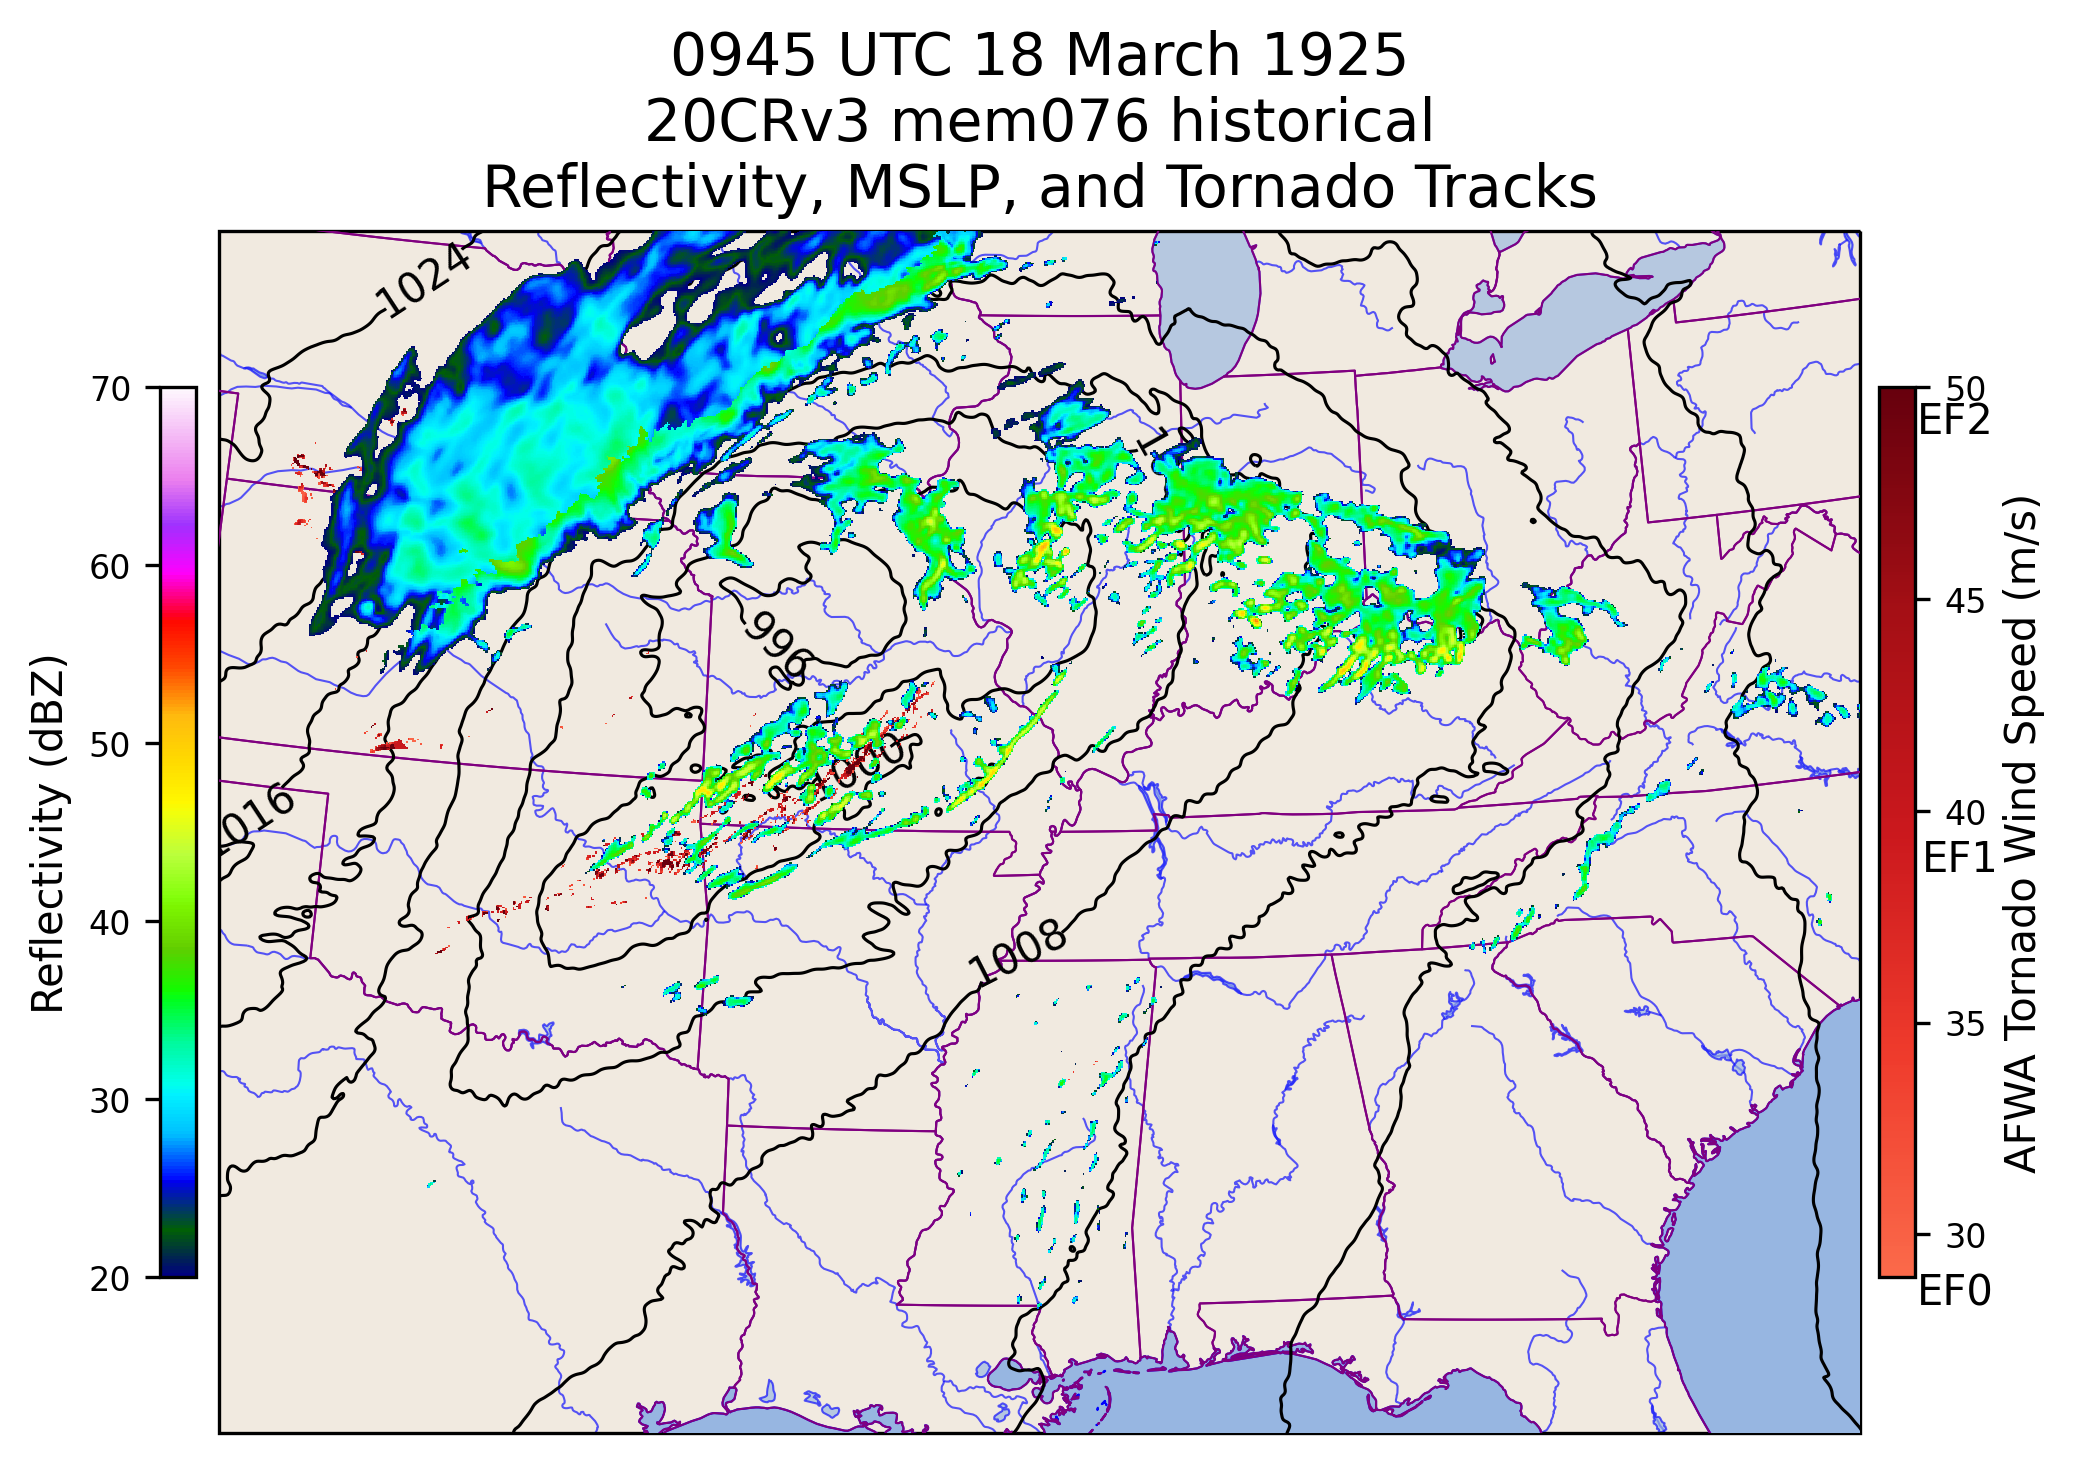 0945 UTC 18 March 1925
20CRv3 mem076 historical
Reflectivity, MSLP, and Tornado Tracks
1024
996
1000
1016
1008
Reflectivity (dBZ)
70
60
50
40
30
20
50
EF2
45
40
EF1
35
30
EF0
AFWA Tornado Wind Speed (m/s)